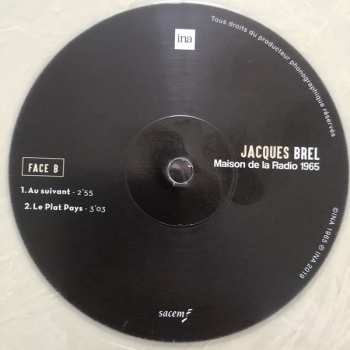 ina
Tous droits du producteur phonographique réservés
JACQUES BREL
Maison de la Radio 1965
FACE B
1. Au suivant - 2'55
2. Le Plat Pays - 3'03
©INA 1965 ℗ INA 2019
sacem